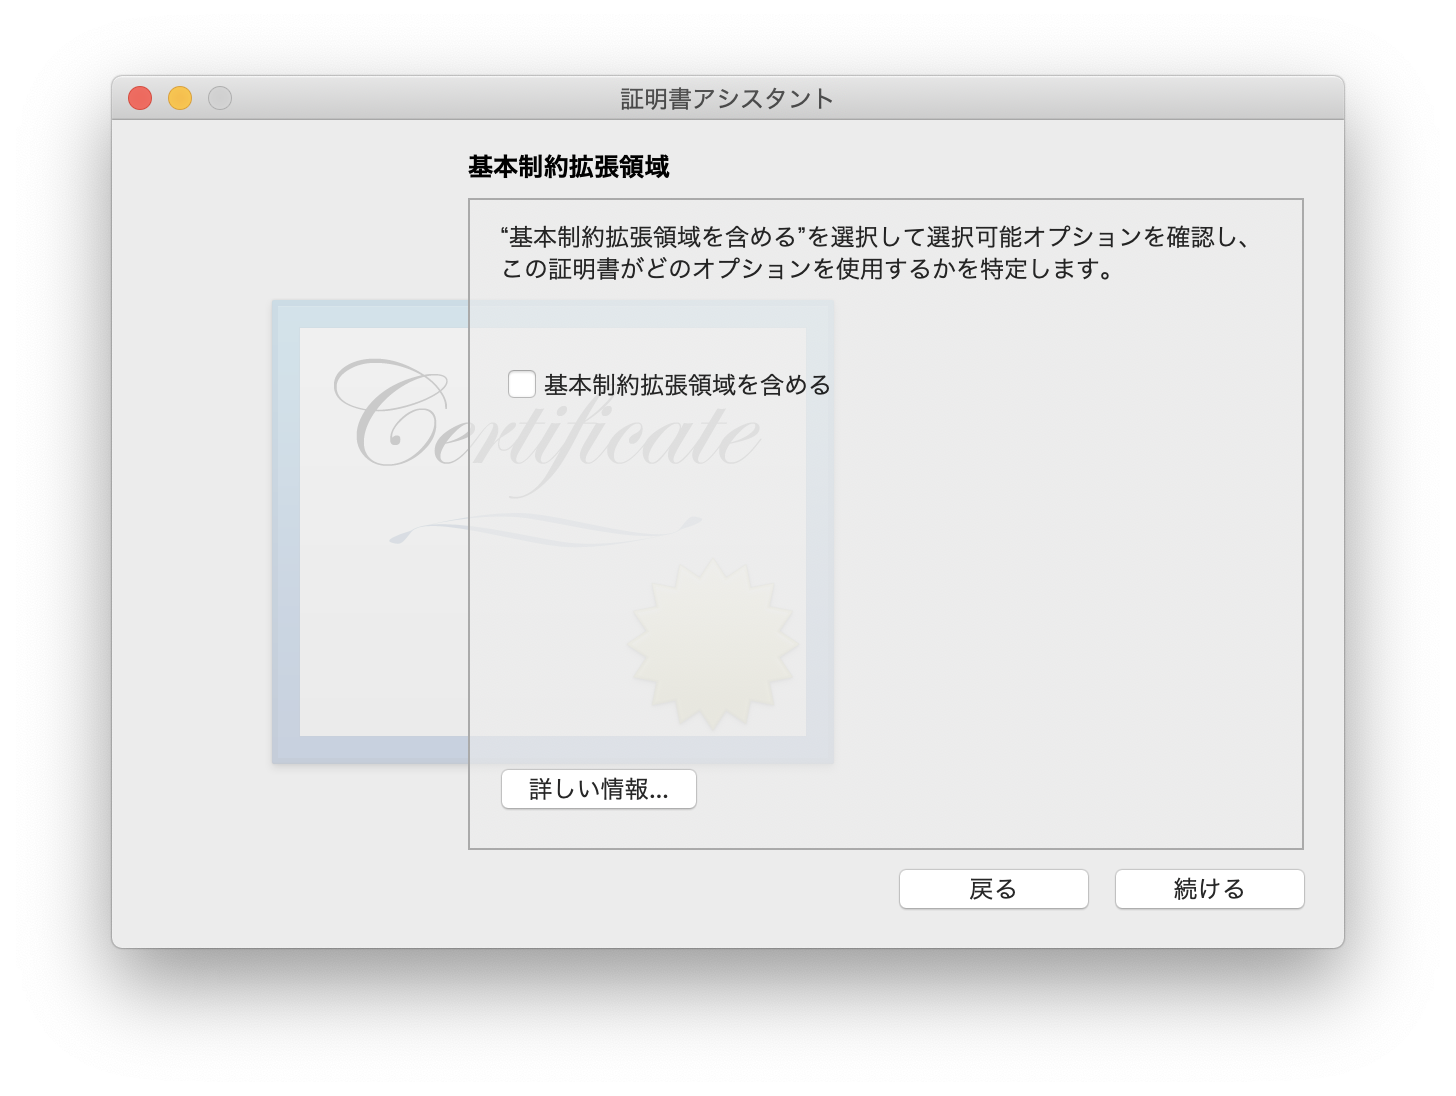 証明書アシスタント
基本制約拡張領域
“基本制約拡張領域を含める”を選択して選択可能オプションを確認し、
この証明書がどのオプションを使用するかを特定します。
基本制約拡張領域を含める
Certificate
詳しい情報...
戻る
続ける